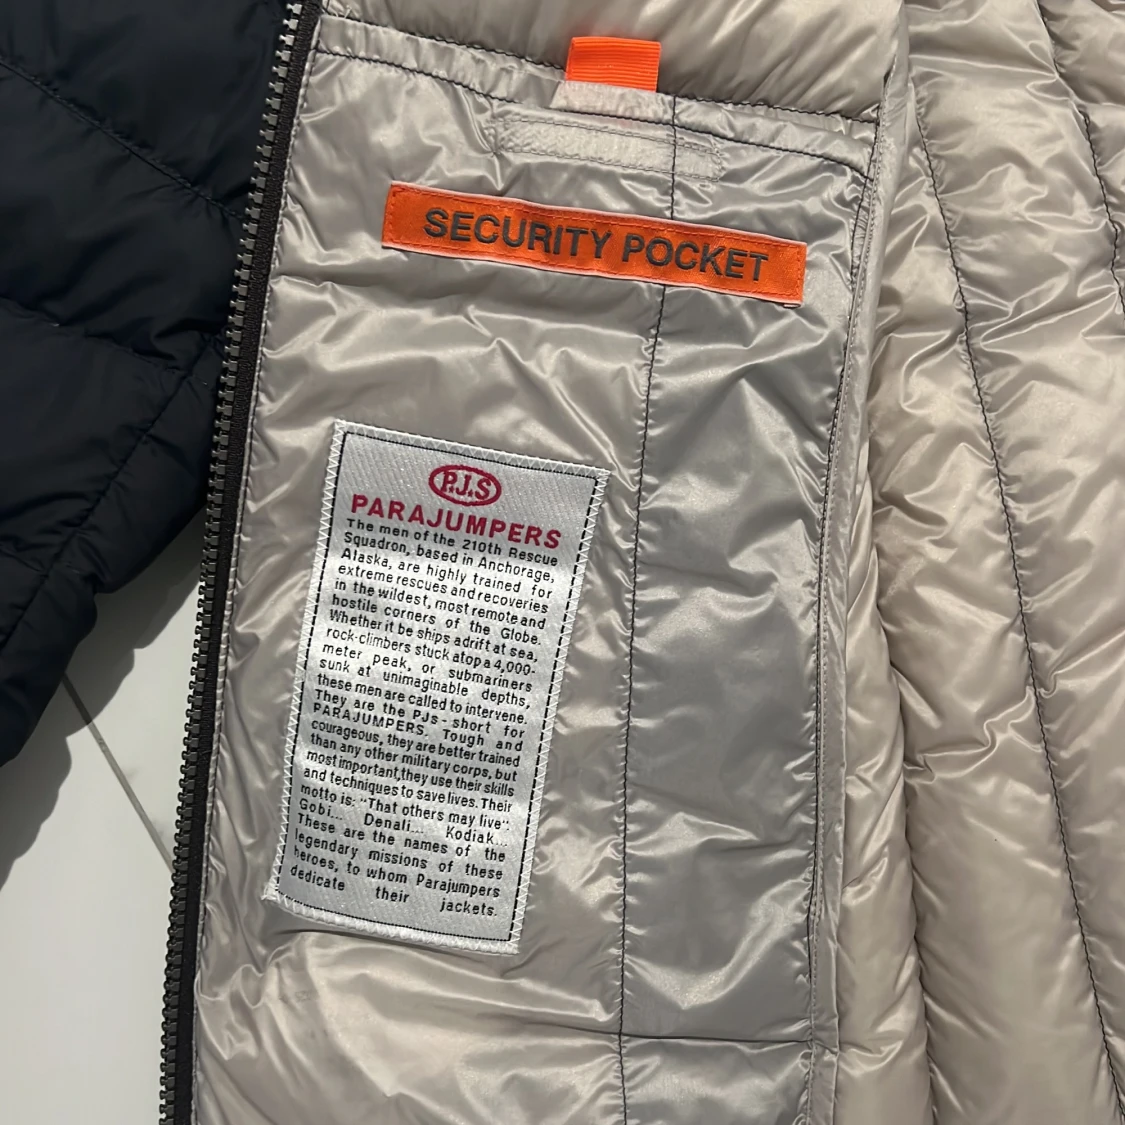 SECURITY POCKET
P.J.S
PARAJUMPERS
The men of the 210th Rescue
Squadron, based in Anchorage,
Alaska, are highly trained for
extreme rescues and recoveries
in the wildest, most remote and
hostile corners of the Globe.
Whether it be ships adrift at sea,
rock-climbers stuck atop a 4,000-
meter peak, or submariners
sunk at unimaginable depths,
these men are called to intervene.
They are the PJs - short for
PARAJUMPERS. Tough and
courageous, they are better trained
than any other military corps, but
most important, they use their skills
and techniques to save lives. Their
motto is: "That others may live".
Gobi... Denali... Kodiak...
These are the names of the
legendary missions of these
heroes, to whom Parajumpers
dedicate their jackets.